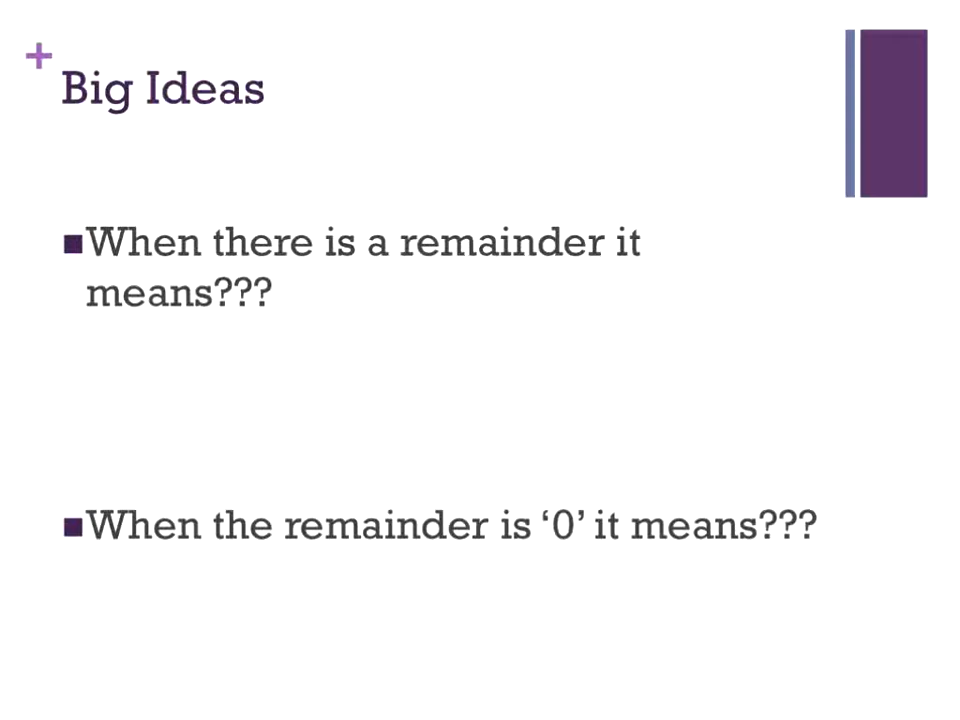 +
Big Ideas
■When there is a remainder it
means???
■When the remainder is ‘0’ it means???